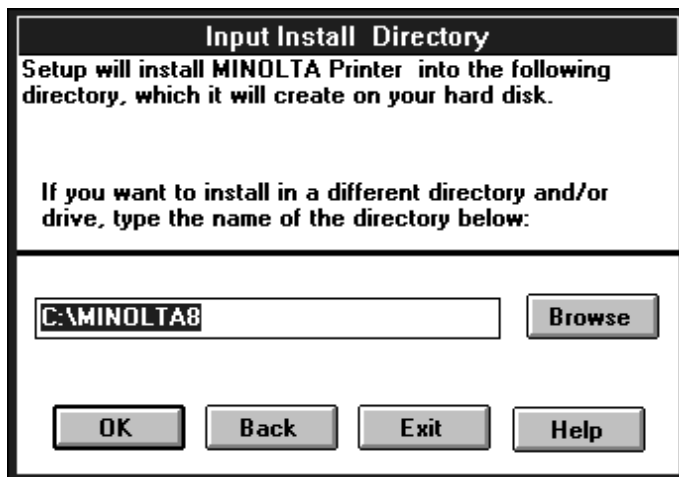 Input Install  Directory
Setup will install MINOLTA Printer  into the following
directory, which it will create on your hard disk.
If you want to install in a different directory and/or
drive, type the name of the directory below:
C:\MINOLTA8
Browse
OK
Back
Exit
Help